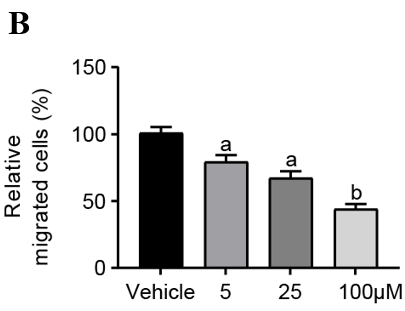 B
Relative
migrated cells (%)
150
100
50
0
a
a
b
Vehicle 5 25 100μM